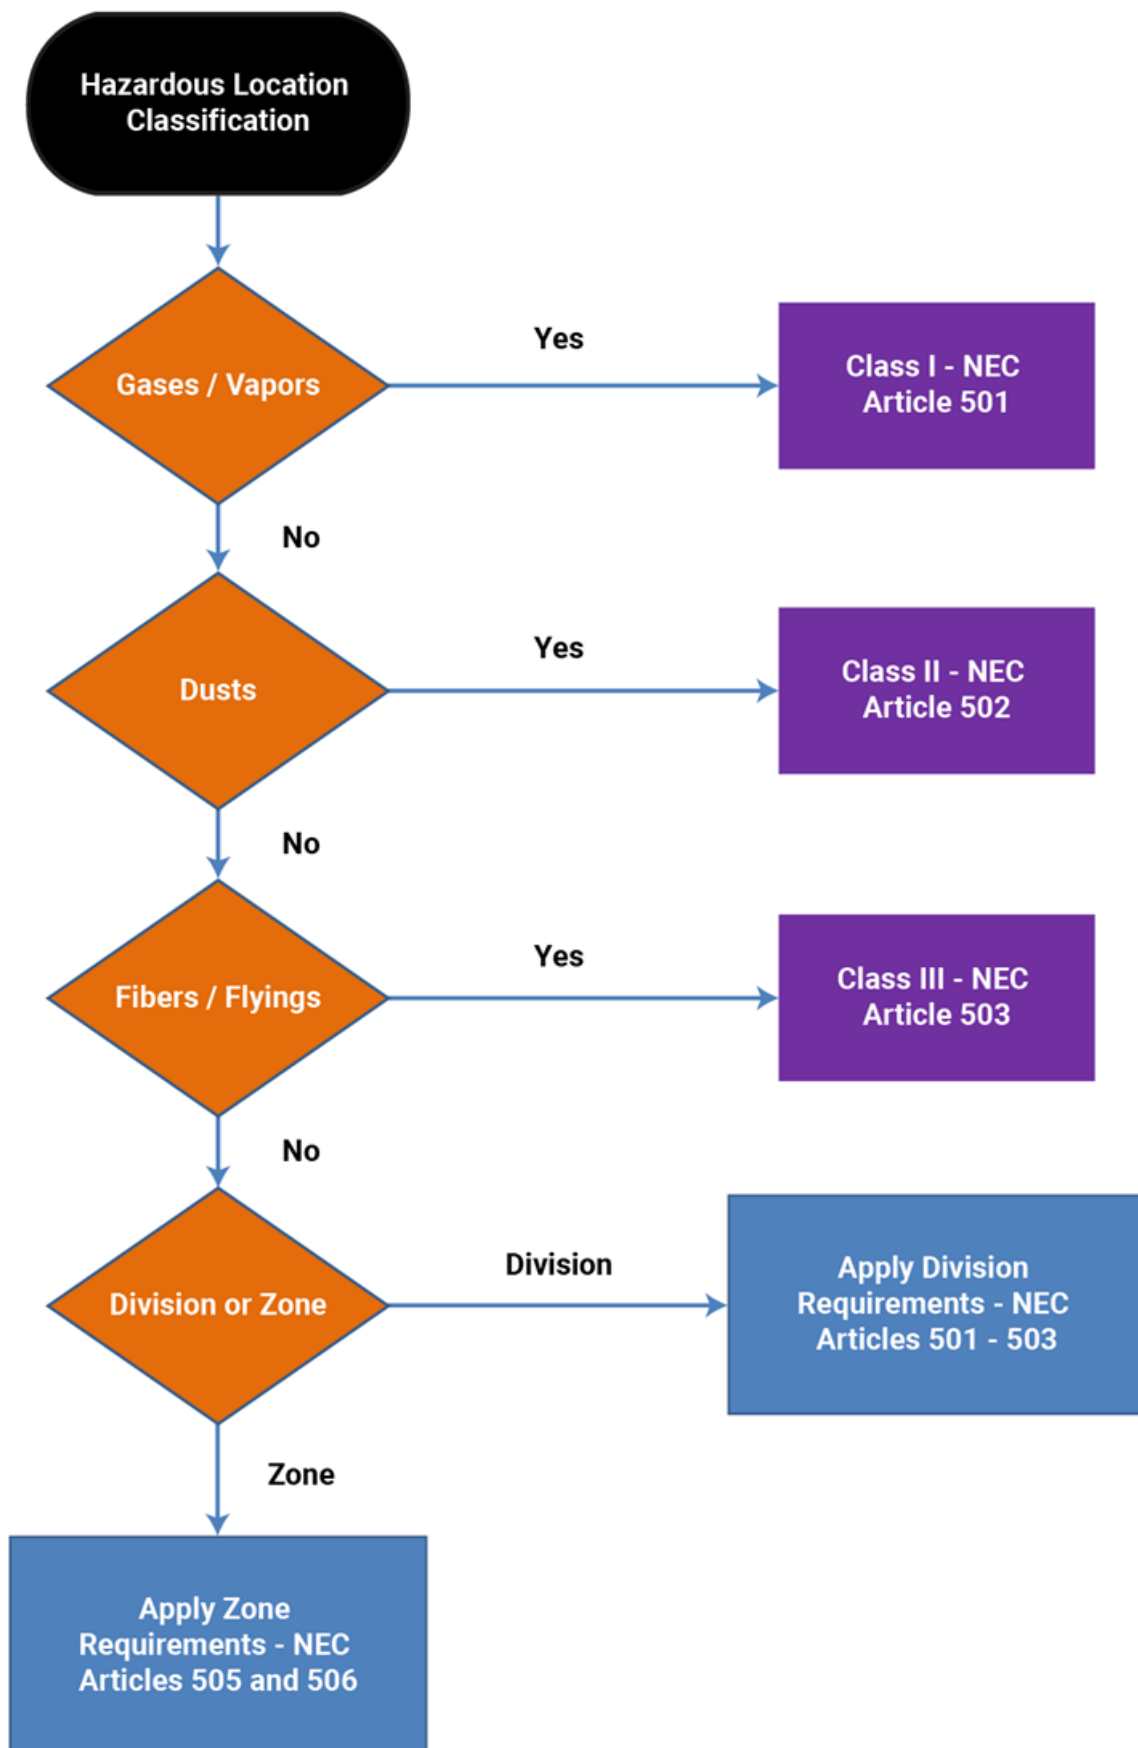 Hazardous Location
Classification
Gases / Vapors
Yes
Class I - NEC
Article 501
No
Dusts
Yes
Class II - NEC
Article 502
No
Fibers / Flyings
Yes
Class III - NEC
Article 503
No
Division or Zone
Division
Apply Division
Requirements - NEC
Articles 501 - 503
Zone
Apply Zone
Requirements - NEC
Articles 505 and 506